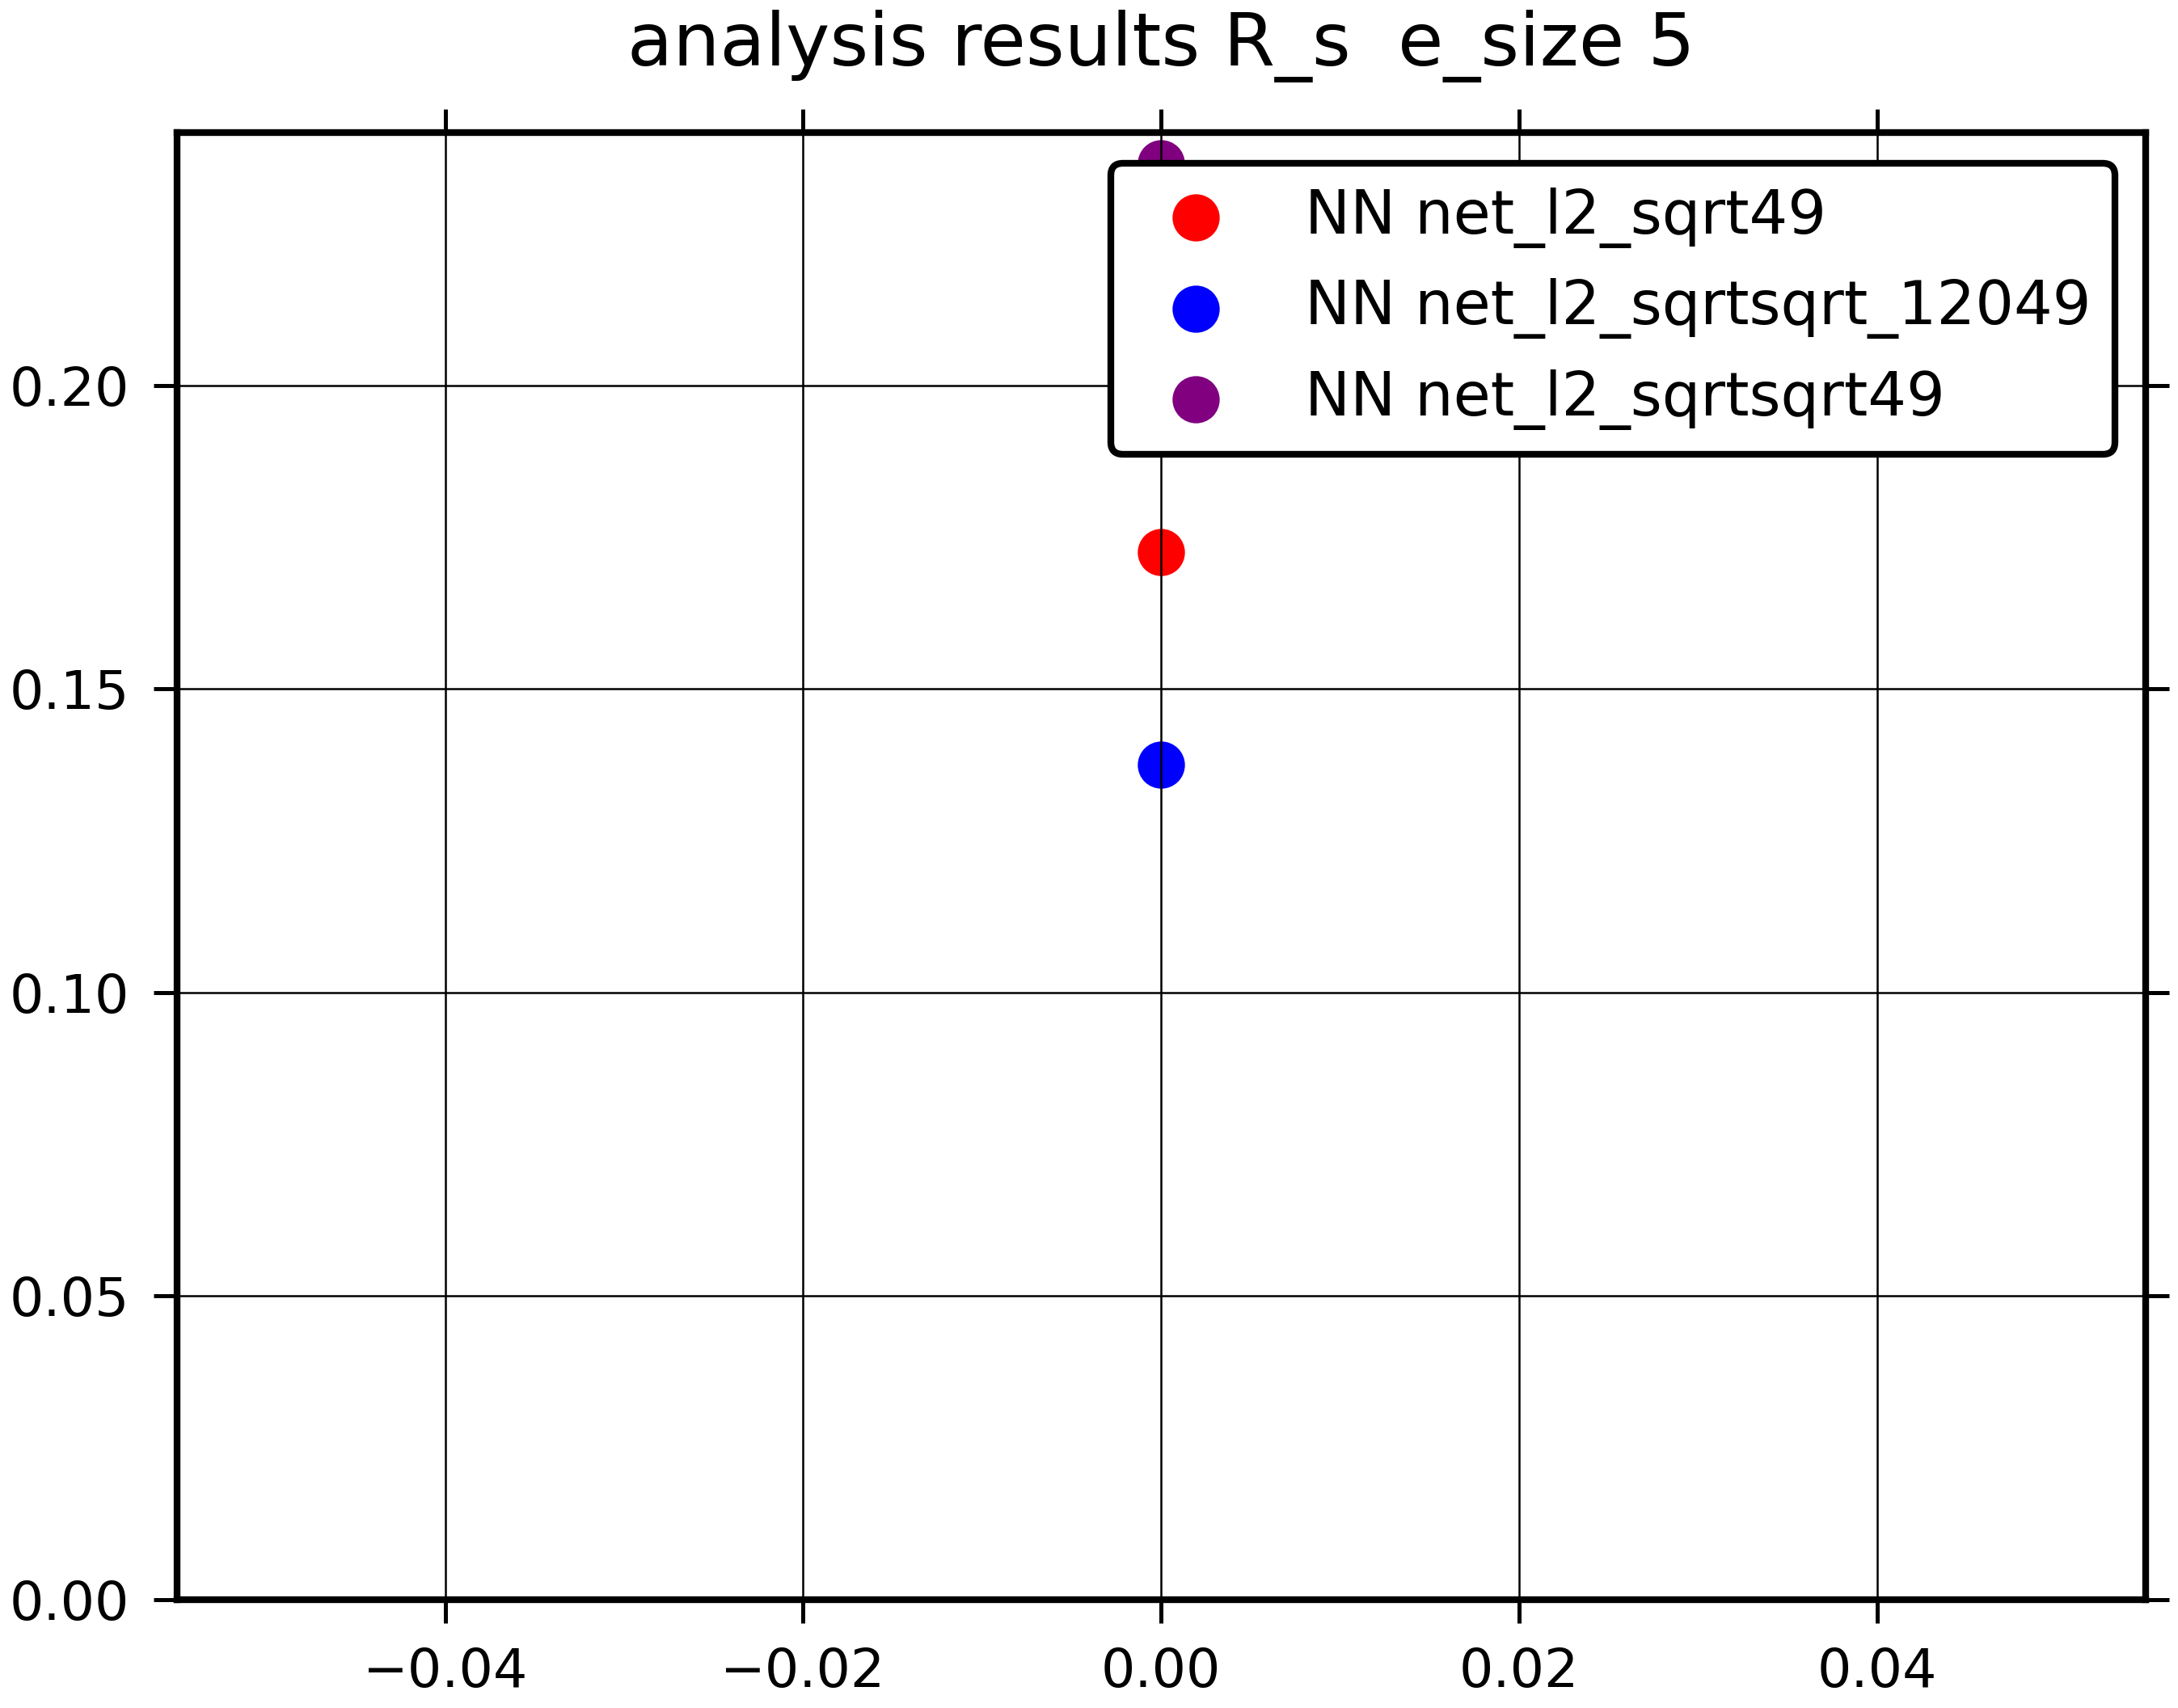 analysis results R_s  e_size 5
NN net_l2_sqrt49
NN net_l2_sqrtsqrt_12049
NN net_l2_sqrtsqrt49
0.20
0.15
0.10
0.05
0.00
−0.04
−0.02
0.00
0.02
0.04